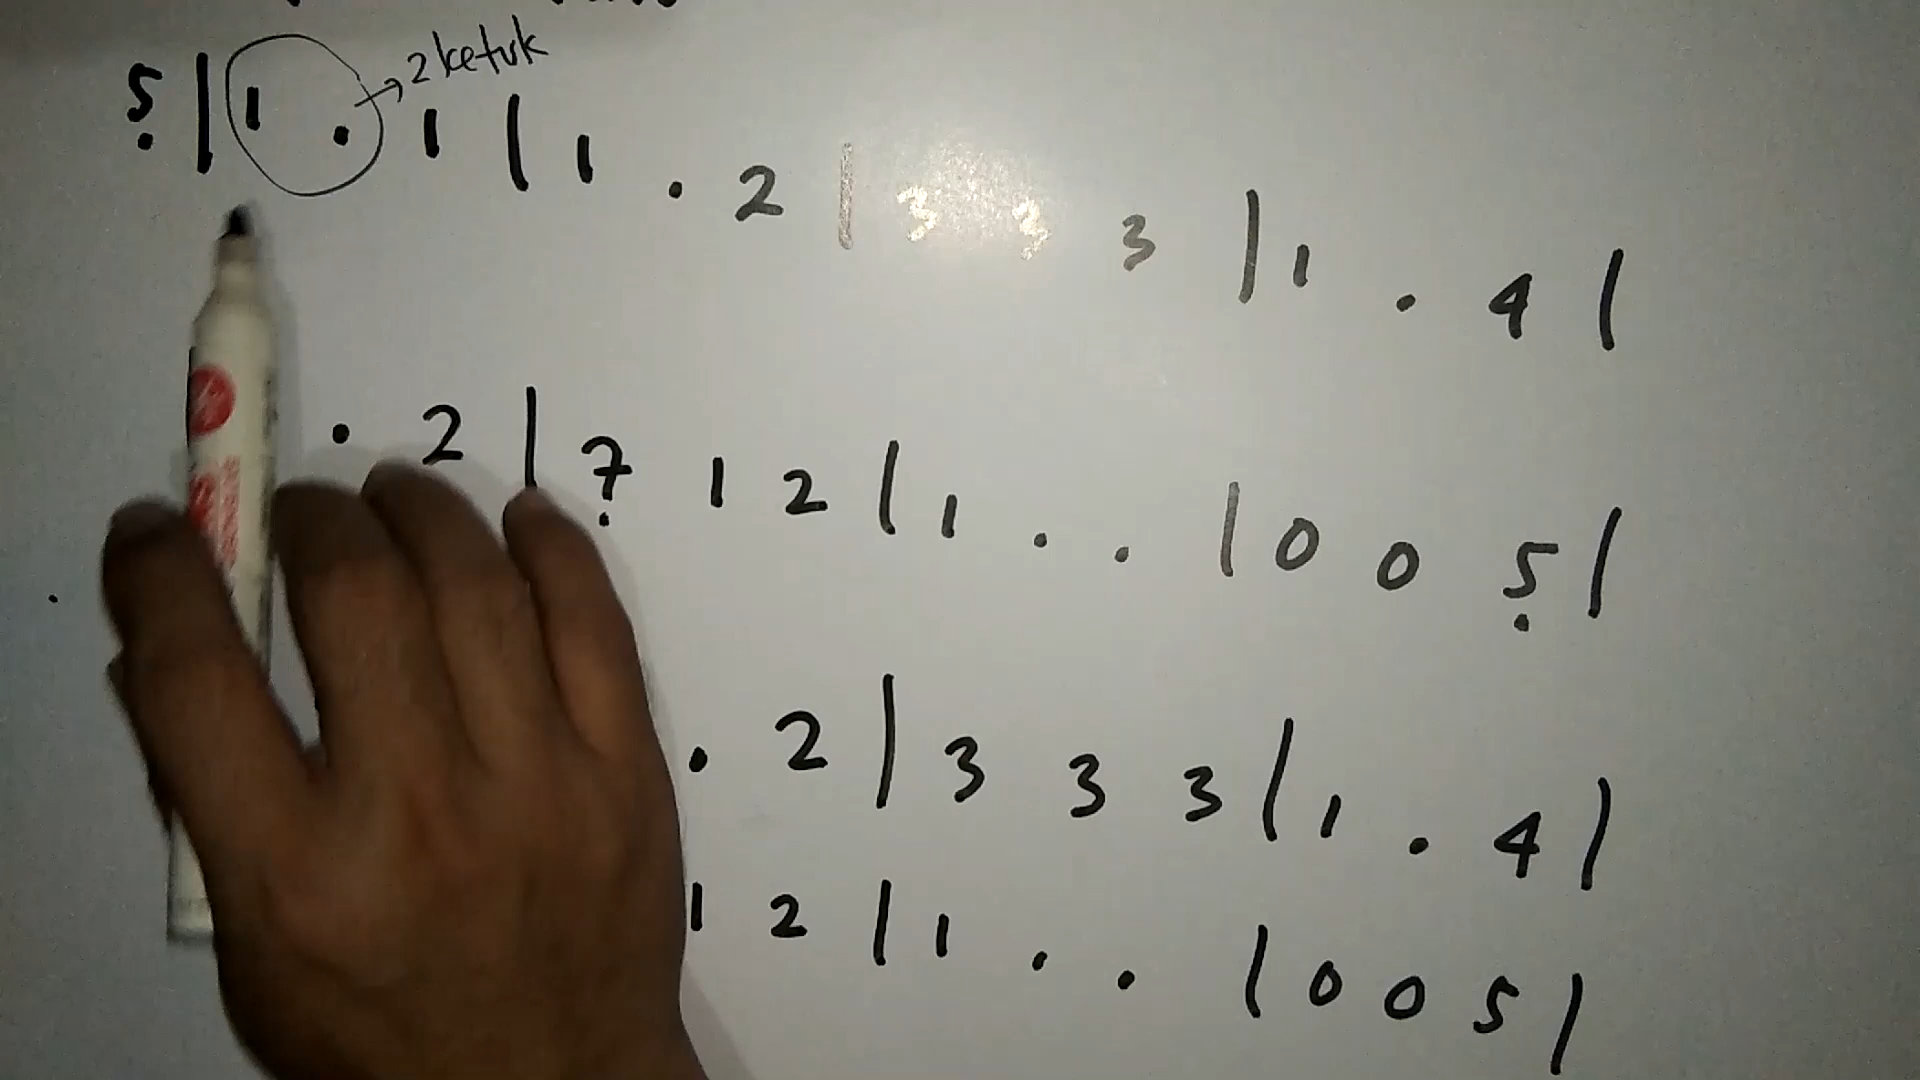 5̣ | 1 . 1 | 1 . 2 | 3 3 3 | 1 . 4 |
→ 2 ketuk
. 2 | 7̣ 1 2 | 1 . . | 0 0 5̣ |
. 2 | 3 3 3 | 1 . 4 |
1 2 | 1 . . | 0 0 5 |